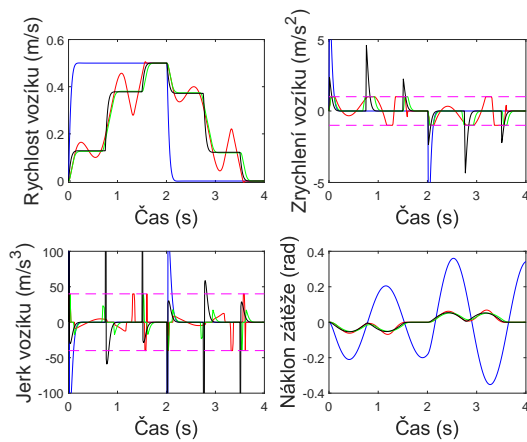 0.6
0.4
0.2
0
0 1 2 3 4
Rychlost vozíku (m/s)
Čas (s)
5
0
-5
0 1 2 3 4
Zrychlení vozíku (m/s²)
Čas (s)
100
50
0
-50
-100
0 1 2 3 4
Jerk vozíku (m/s³)
Čas (s)
0.4
0.2
0
-0.2
-0.4
0 1 2 3 4
Náklon zátěže (rad)
Čas (s)